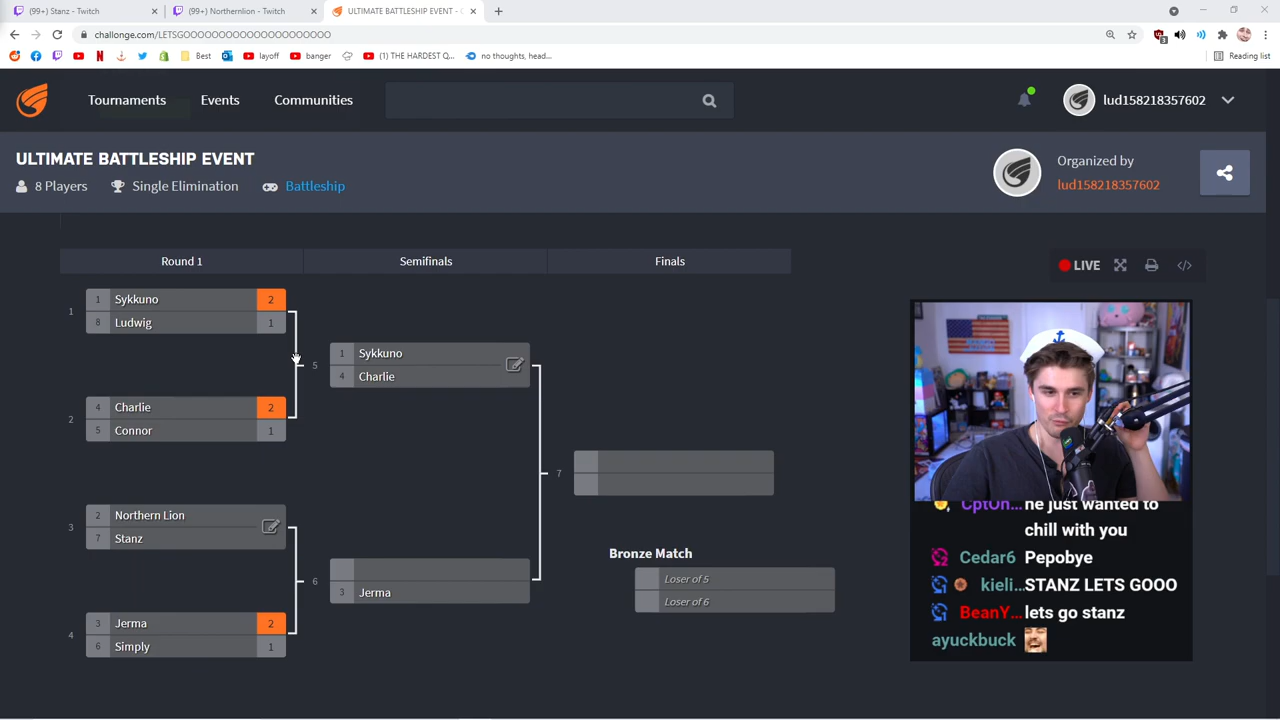 (99+) Stanz - Twitch
(99+) Northernlion - Twitch
ULTIMATE BATTLESHIP EVENT - C
challonge.com/LETSGOOOOOOOOOOOOOOOOOOOOO
Best
layoff
banger
(1) THE HARDEST Q...
no thoughts, head...
Reading list
Tournaments
Events
Communities
lud158218357602
ULTIMATE BATTLESHIP EVENT
8 Players
Single Elimination
Battleship
Organized by
lud158218357602
Round 1
Semifinals
Finals
LIVE
1
1 Sykkuno 2
8 Ludwig 1
2
4 Charlie 2
5 Connor 1
3
2 Northern Lion
7 Stanz
4
3 Jerma 2
6 Simply 1
5
1 Sykkuno
4 Charlie
6
3 Jerma
7
Bronze Match
Loser of 5
Loser of 6
CptOn... he just wanted to
chill with you
Cedar6 Pepobye
kieli... STANZ LETS GOOO
BeanY... lets go stanz
ayuckbuck